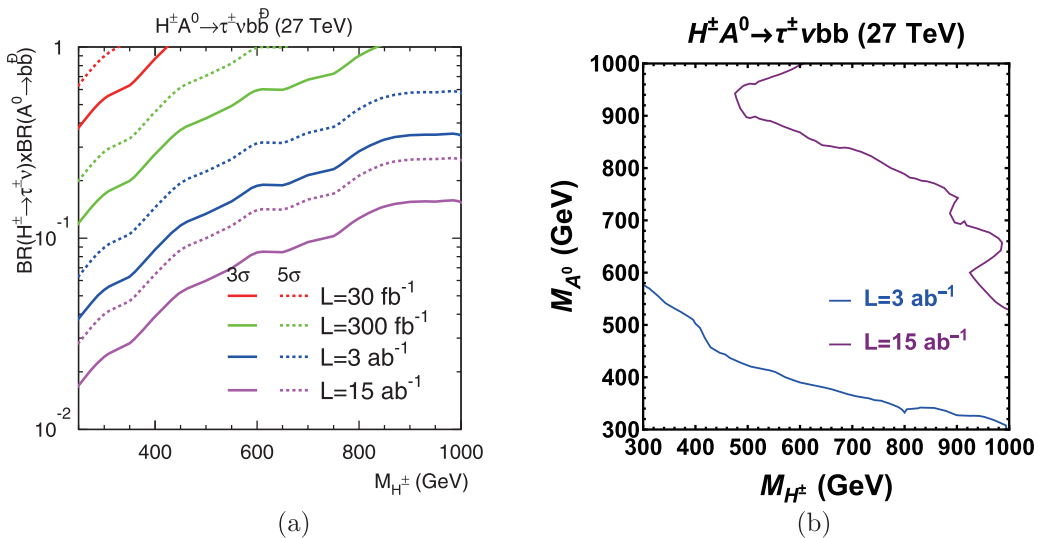 H±A⁰→τ±νbb̄ (27 TeV)
BR(H±→τ±ν)xBR(A⁰→bb̄)
1
10⁻¹
10⁻²
3σ 5σ
L=30 fb⁻¹
L=300 fb⁻¹
L=3 ab⁻¹
L=15 ab⁻¹
400 600 800 1000
M_H± (GeV)
(a)
H±A⁰→τ±νbb (27 TeV)
M_A⁰ (GeV)
1000
900
800
700
600
500
400
300
L=3 ab⁻¹
L=15 ab⁻¹
300 400 500 600 700 800 900 1000
M_H± (GeV)
(b)